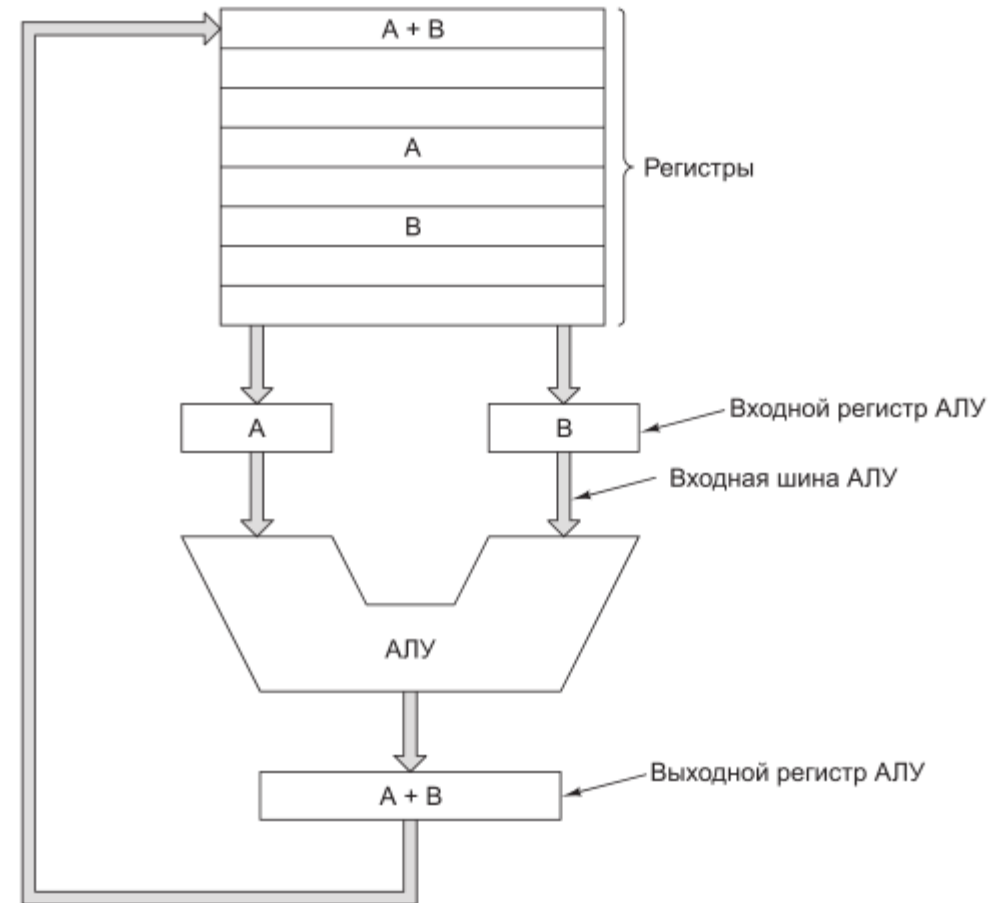 A + B
A
Регистры
B
A
B
Входной регистр АЛУ
Входная шина АЛУ
АЛУ
Выходной регистр АЛУ
A + B